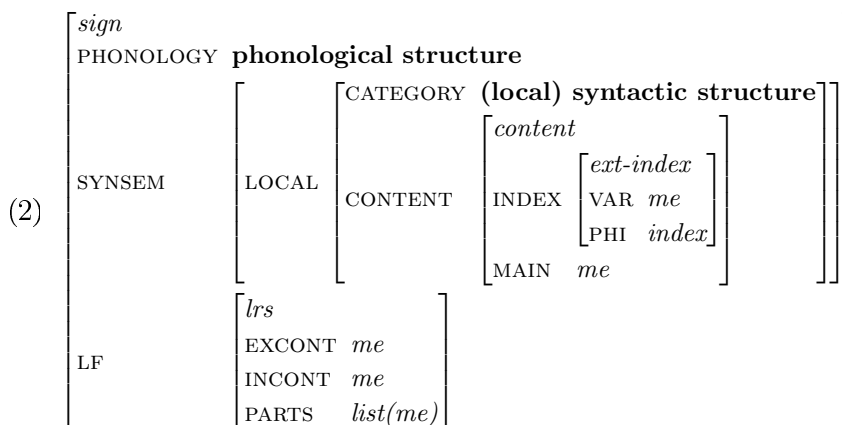 sign
PHONOLOGY phonological structure
CATEGORY (local) syntactic structure
content
ext-index
(2) SYNSEM LOCAL CONTENT INDEX VAR me
PHI index
MAIN me
lrs
EXCONT me
LF INCONT me
PARTS list(me)